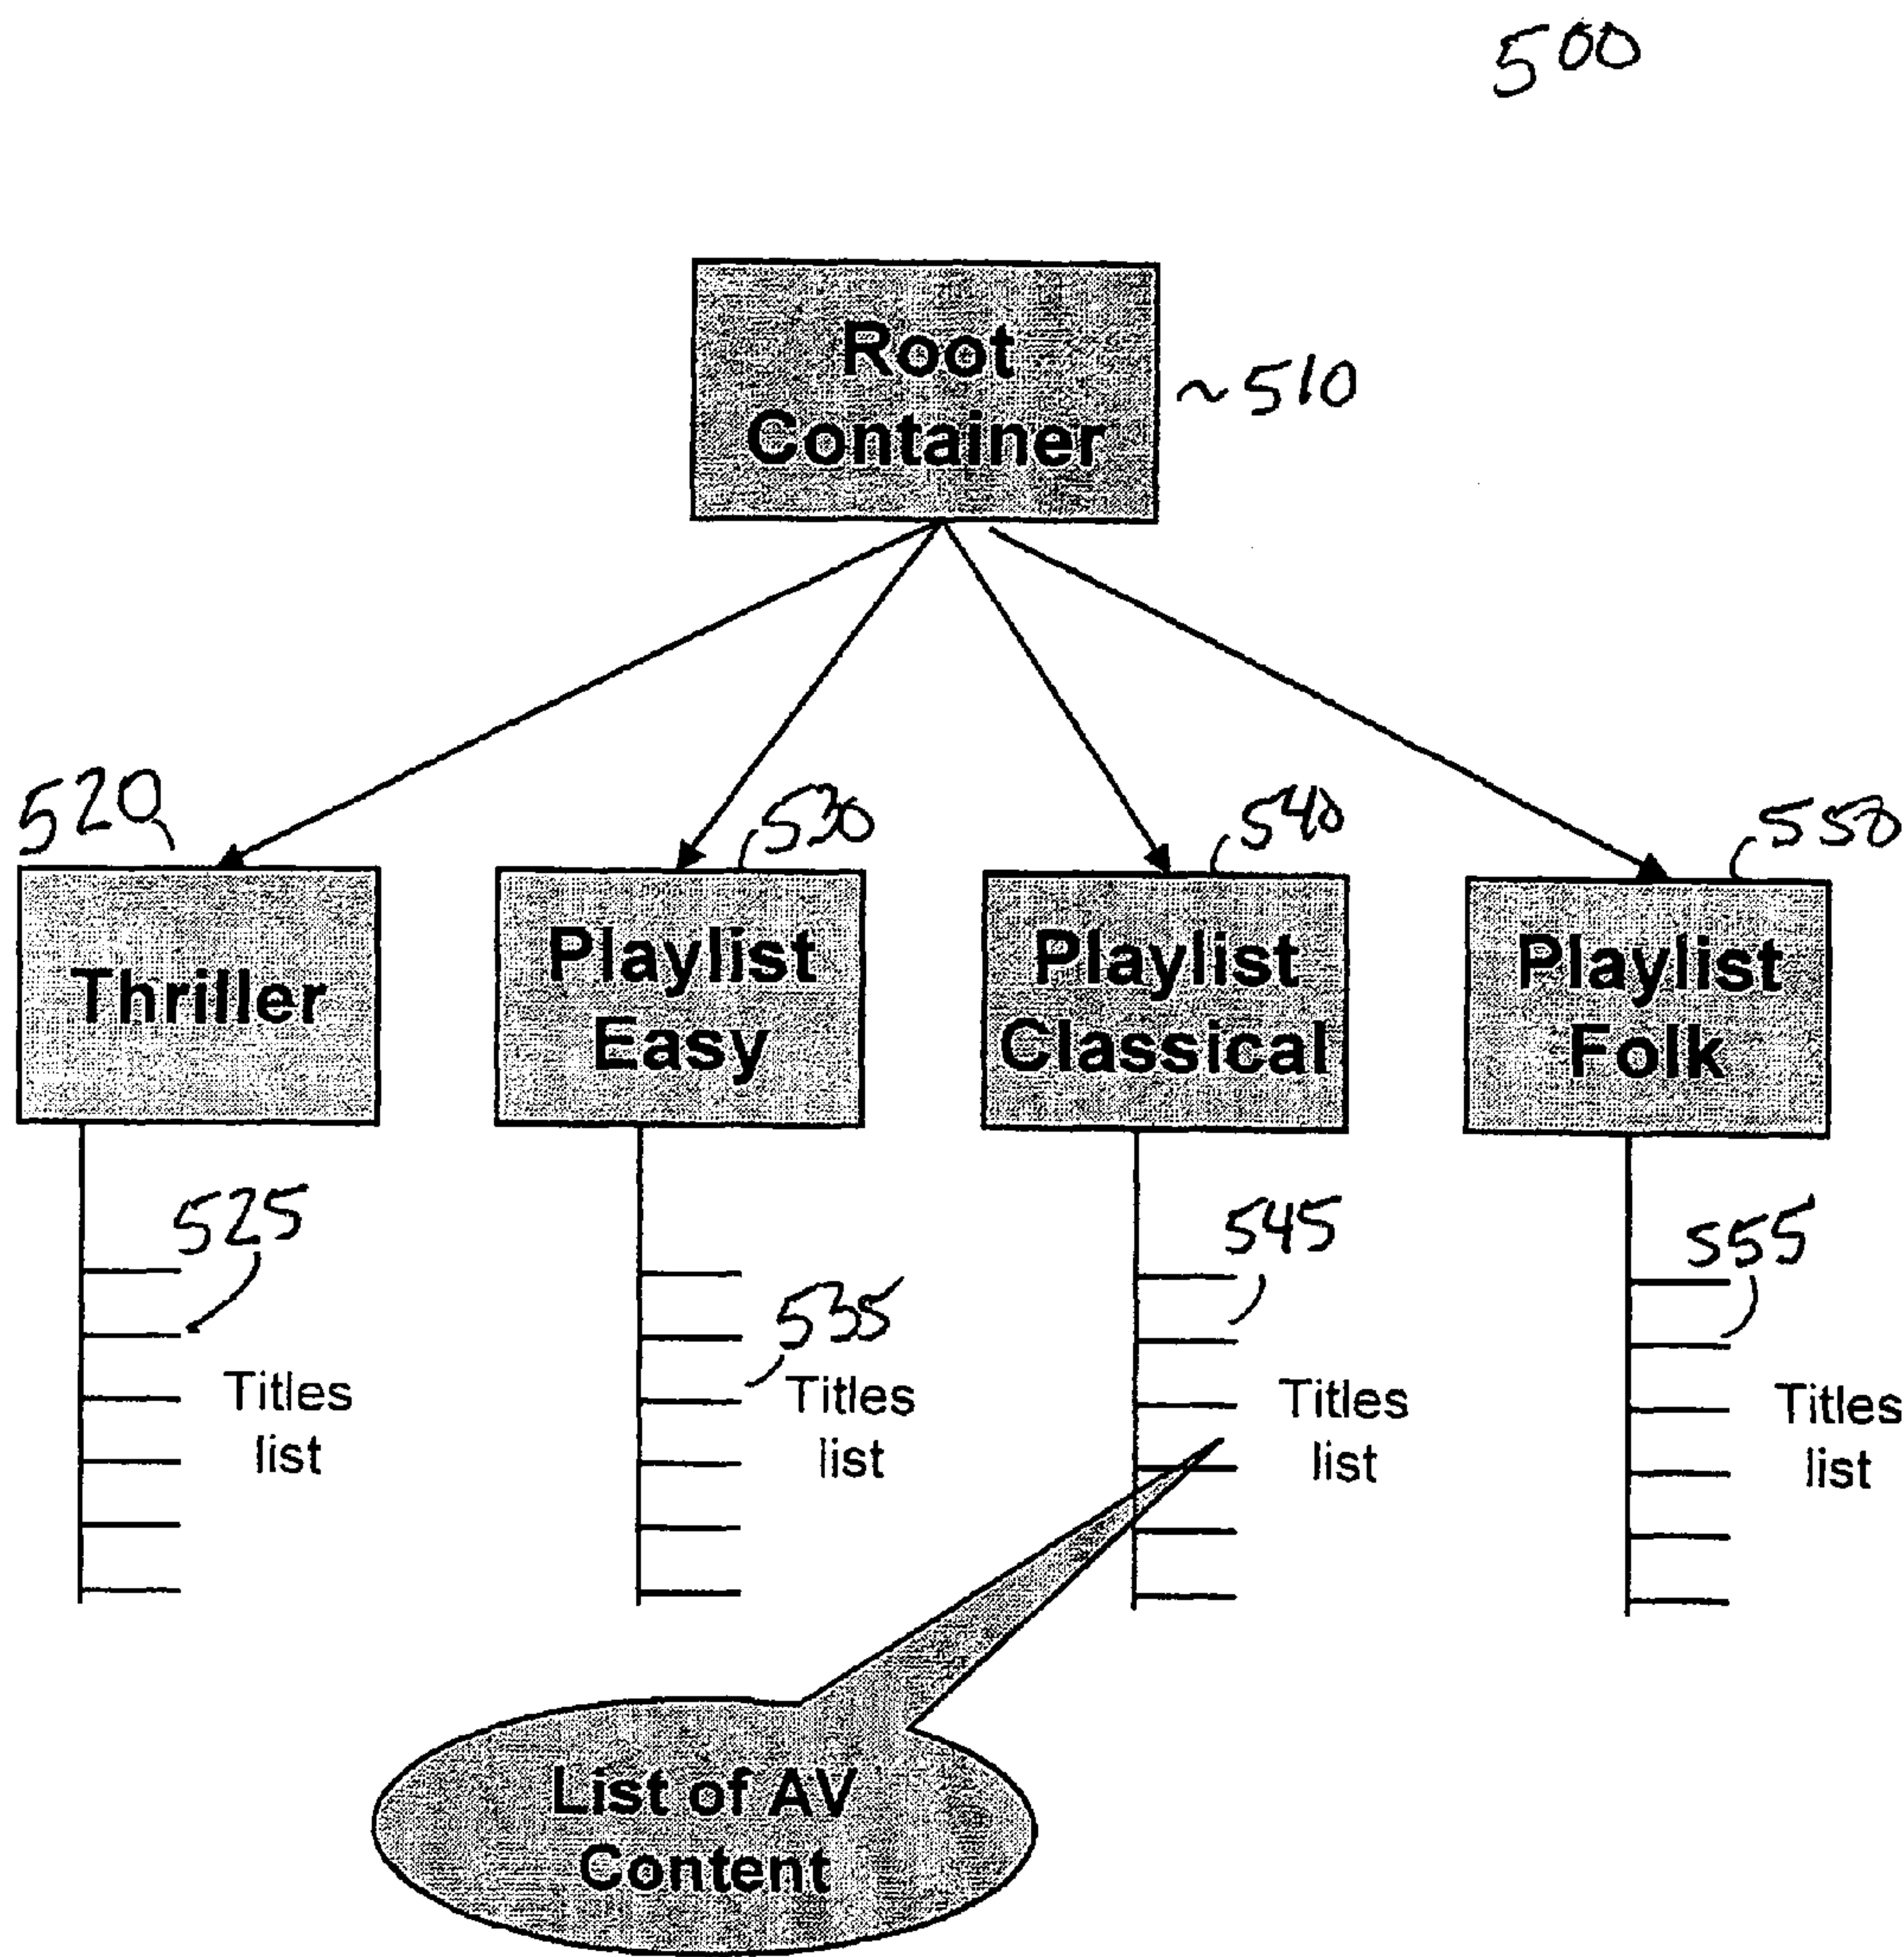 500
Root
Container
~510
520
530
540
550
Thriller
Playlist
Easy
Playlist
Classical
Playlist
Folk
525
535
545
555
Titles
list
Titles
list
Titles
list
Titles
list
List of AV
Content